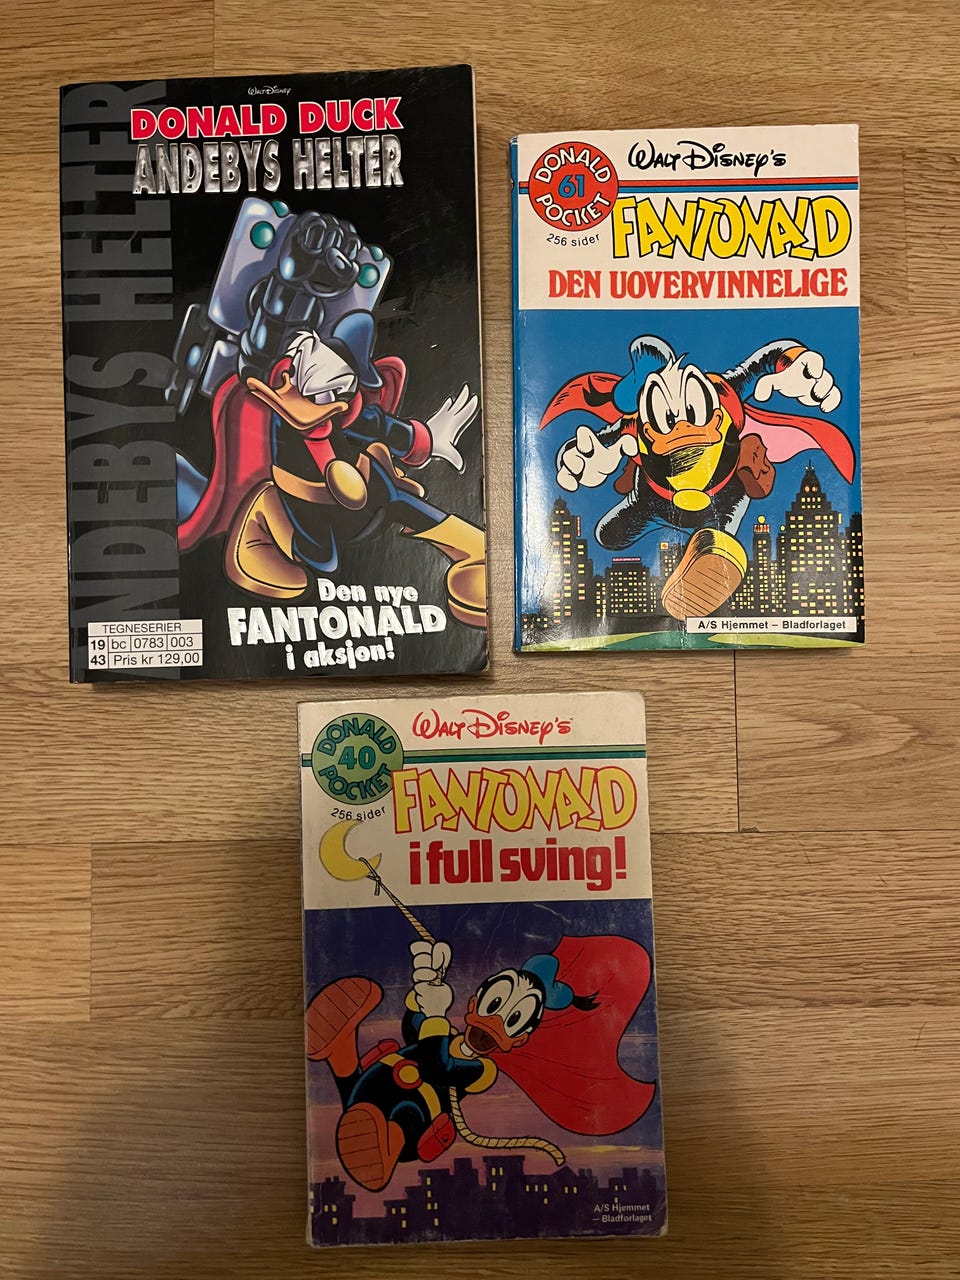 ANDEBYS HELTER
WALT DISNEY
DONALD DUCK
ANDEBYS HELTER
Den nye
FANTONALD
i aksjon!
TEGNESERIER
19 bc 0783 003
43 Pris kr 129,00
DONALD
61
POCKET
256 sider
WALT DISNEY'S
FANTONALD
DEN UOVERVINNELIGE
A/S Hjemmet – Bladforlaget
DONALD
40
POCKET
256 sider
WALT DISNEY'S
FANTONALD
i full sving!
A/S Hjemmet
– Bladforlaget